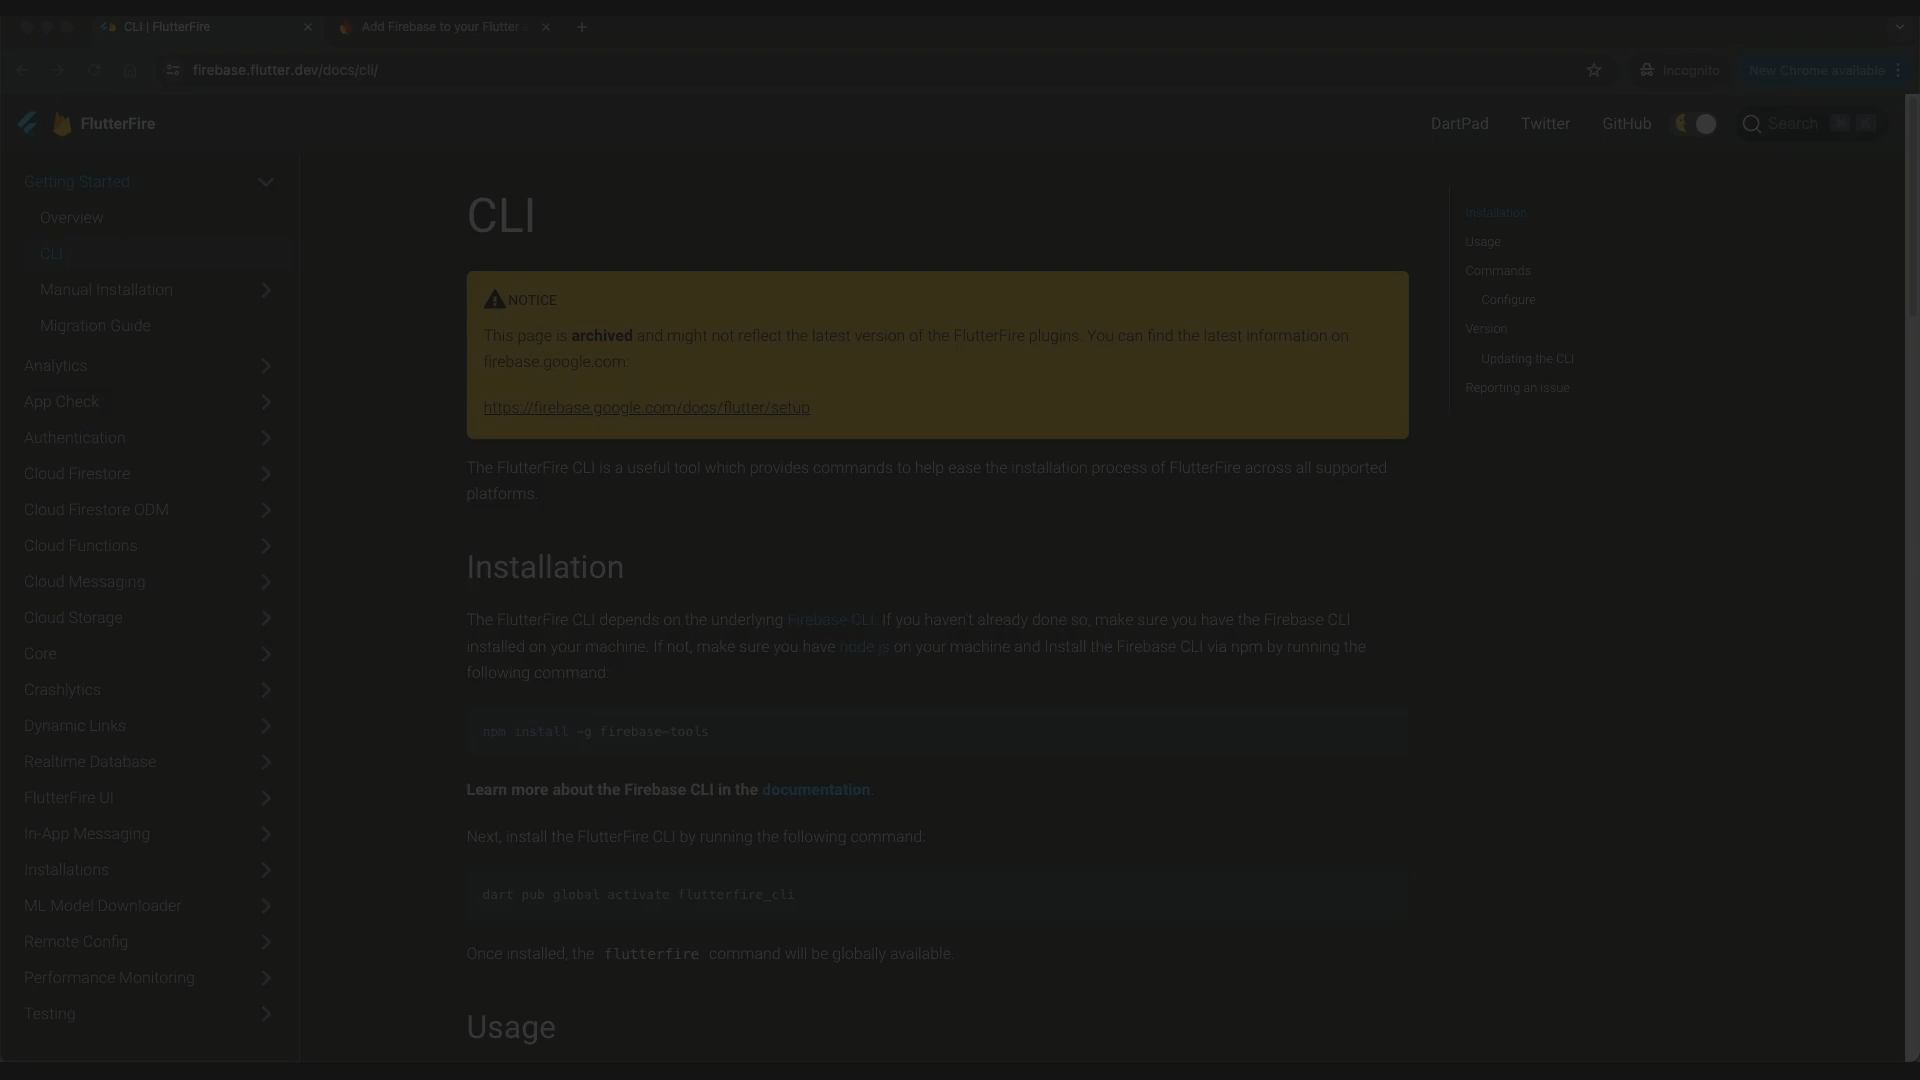 CLI | FlutterFire
Add Firebase to your Flutter
firebase.flutter.dev/docs/cli/
Incognito
New Chrome available
FlutterFire
DartPad
Twitter
GitHub
Search
⌘ K
Getting Started
Overview
CLI
Manual Installation
Migration Guide
Analytics
App Check
Authentication
Cloud Firestore
Cloud Firestore ODM
Cloud Functions
Cloud Messaging
Cloud Storage
Core
Crashlytics
Dynamic Links
Realtime Database
FlutterFire UI
In-App Messaging
Installations
ML Model Downloader
Remote Config
Performance Monitoring
Testing
CLI
NOTICE
This page is archived and might not reflect the latest version of the FlutterFire plugins. You can find the latest information on
firebase.google.com:
https://firebase.google.com/docs/flutter/setup
The FlutterFire CLI is a useful tool which provides commands to help ease the installation process of FlutterFire across all supported
platforms.
Installation
The FlutterFire CLI depends on the underlying Firebase CLI. If you haven't already done so, make sure you have the Firebase CLI
installed on your machine. If not, make sure you have node.js on your machine and Install the Firebase CLI via npm by running the
following command:
npm install -g firebase-tools
Learn more about the Firebase CLI in the documentation.
Next, install the FlutterFire CLI by running the following command:
dart pub global activate flutterfire_cli
Once installed, the flutterfire command will be globally available.
Usage
Installation
Usage
Commands
Configure
Version
Updating the CLI
Reporting an issue